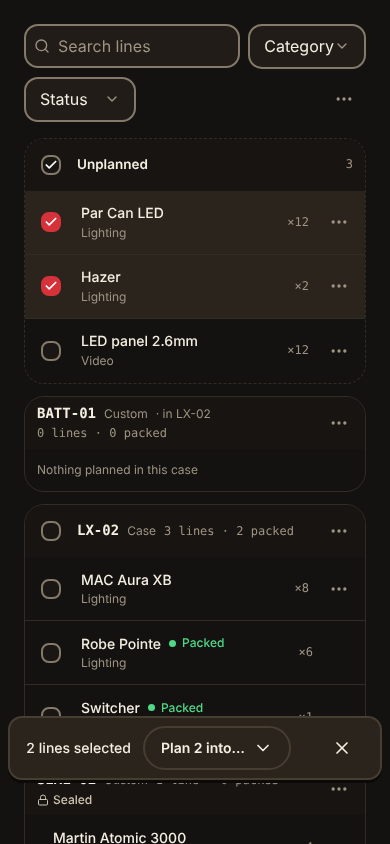 Search lines
Category
Status
Unplanned 3
Par Can LED
Lighting
×12
Hazer
Lighting
×2
LED panel 2.6mm
Video
×12
BATT-01 Custom · in LX-02
0 lines · 0 packed
Nothing planned in this case
LX-02 Case 3 lines · 2 packed
MAC Aura XB
Lighting
×8
Robe Pointe Packed
Lighting
×6
Switcher Packed
×1
2 lines selected Plan 2 into...
Sealed
Martin Atomic 3000